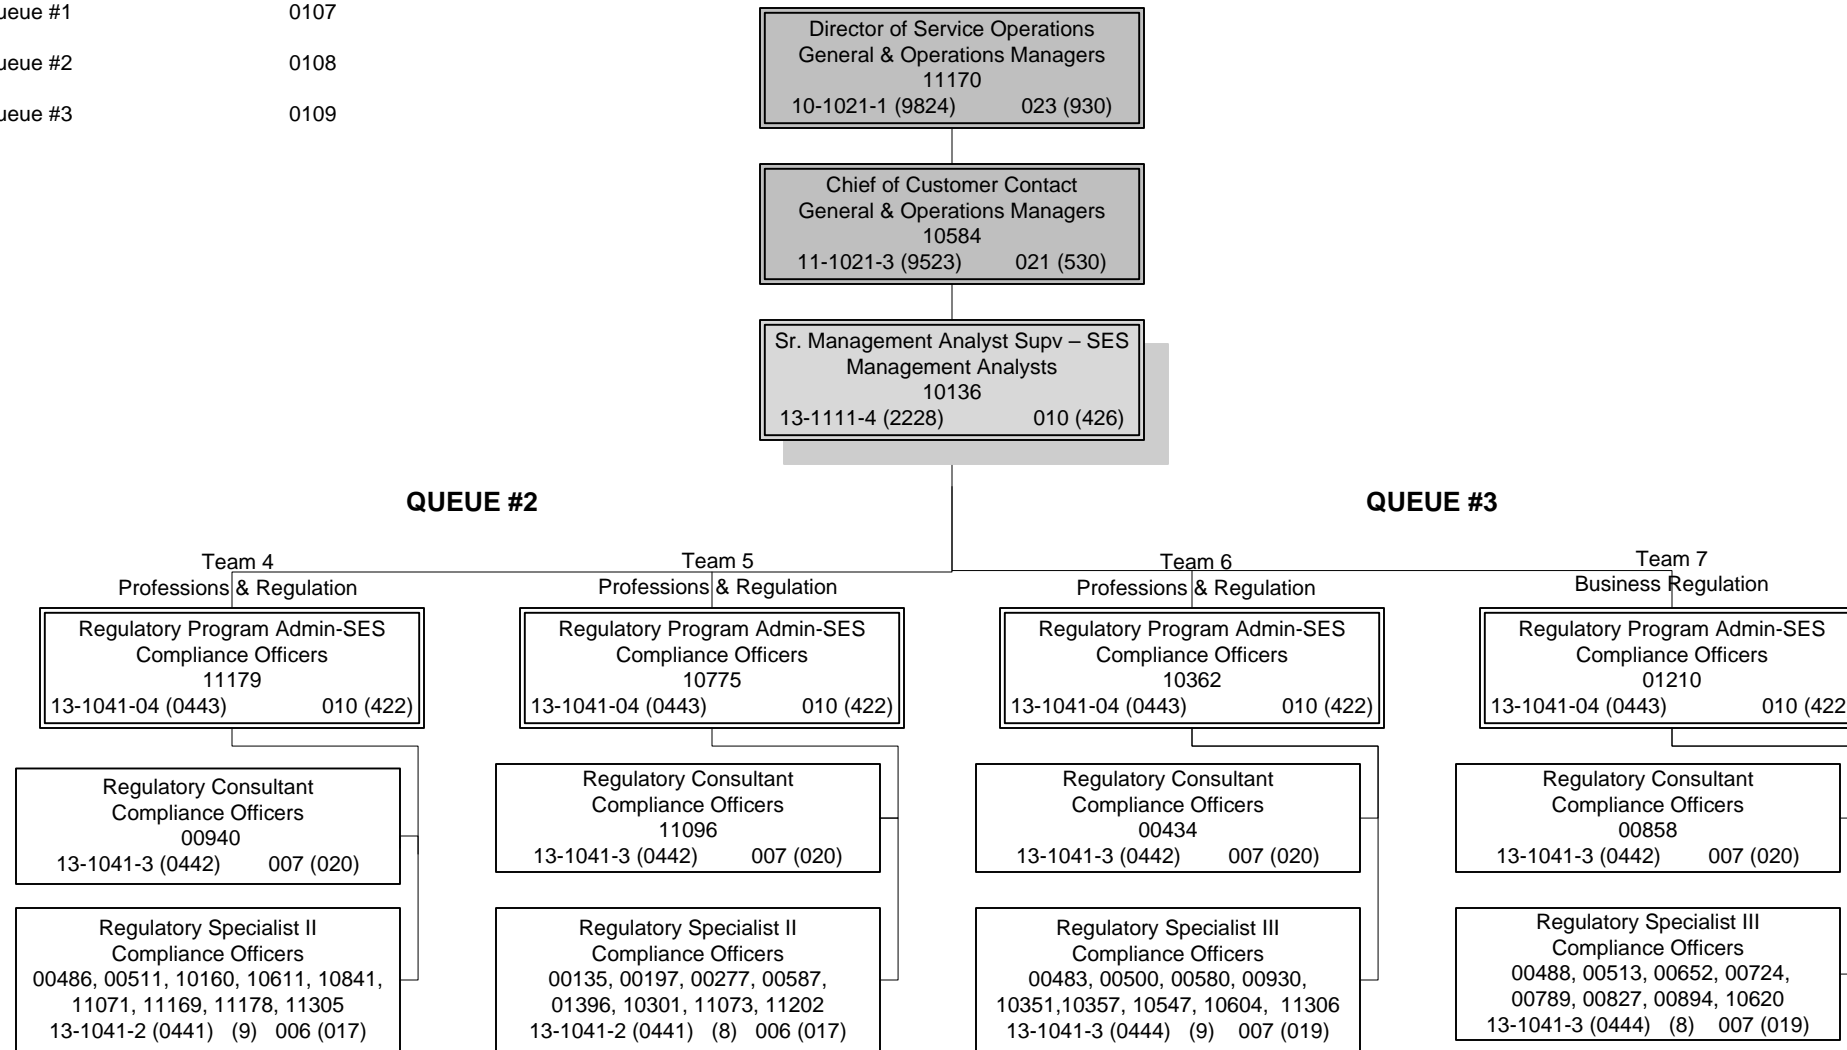 ueue #1 0107
ueue #2 0108
ueue #3 0109
Director of Service Operations
General & Operations Managers
11170
10-1021-1 (9824) 023 (930)
Chief of Customer Contact
General & Operations Managers
10584
11-1021-3 (9523) 021 (530)
Sr. Management Analyst Supv – SES
Management Analysts
10136
13-1111-4 (2228) 010 (426)
QUEUE #2
QUEUE #3
Team 4
Professions & Regulation
Regulatory Program Admin-SES
Compliance Officers
11179
13-1041-04 (0443) 010 (422)
Regulatory Consultant
Compliance Officers
00940
13-1041-3 (0442) 007 (020)
Regulatory Specialist II
Compliance Officers
00486, 00511, 10160, 10611, 10841,
11071, 11169, 11178, 11305
13-1041-2 (0441) (9) 006 (017)
Team 5
Professions & Regulation
Regulatory Program Admin-SES
Compliance Officers
10775
13-1041-04 (0443) 010 (422)
Regulatory Consultant
Compliance Officers
11096
13-1041-3 (0442) 007 (020)
Regulatory Specialist II
Compliance Officers
00135, 00197, 00277, 00587,
01396, 10301, 11073, 11202
13-1041-2 (0441) (8) 006 (017)
Team 6
Professions & Regulation
Regulatory Program Admin-SES
Compliance Officers
10362
13-1041-04 (0443) 010 (422)
Regulatory Consultant
Compliance Officers
00434
13-1041-3 (0442) 007 (020)
Regulatory Specialist III
Compliance Officers
00483, 00500, 00580, 00930,
10351,10357, 10547, 10604, 11306
13-1041-3 (0444) (9) 007 (019)
Team 7
Business Regulation
Regulatory Program Admin-SES
Compliance Officers
01210
13-1041-04 (0443) 010 (422
Regulatory Consultant
Compliance Officers
00858
13-1041-3 (0442) 007 (020)
Regulatory Specialist III
Compliance Officers
00488, 00513, 00652, 00724,
00789, 00827, 00894, 10620
13-1041-3 (0444) (8) 007 (019)